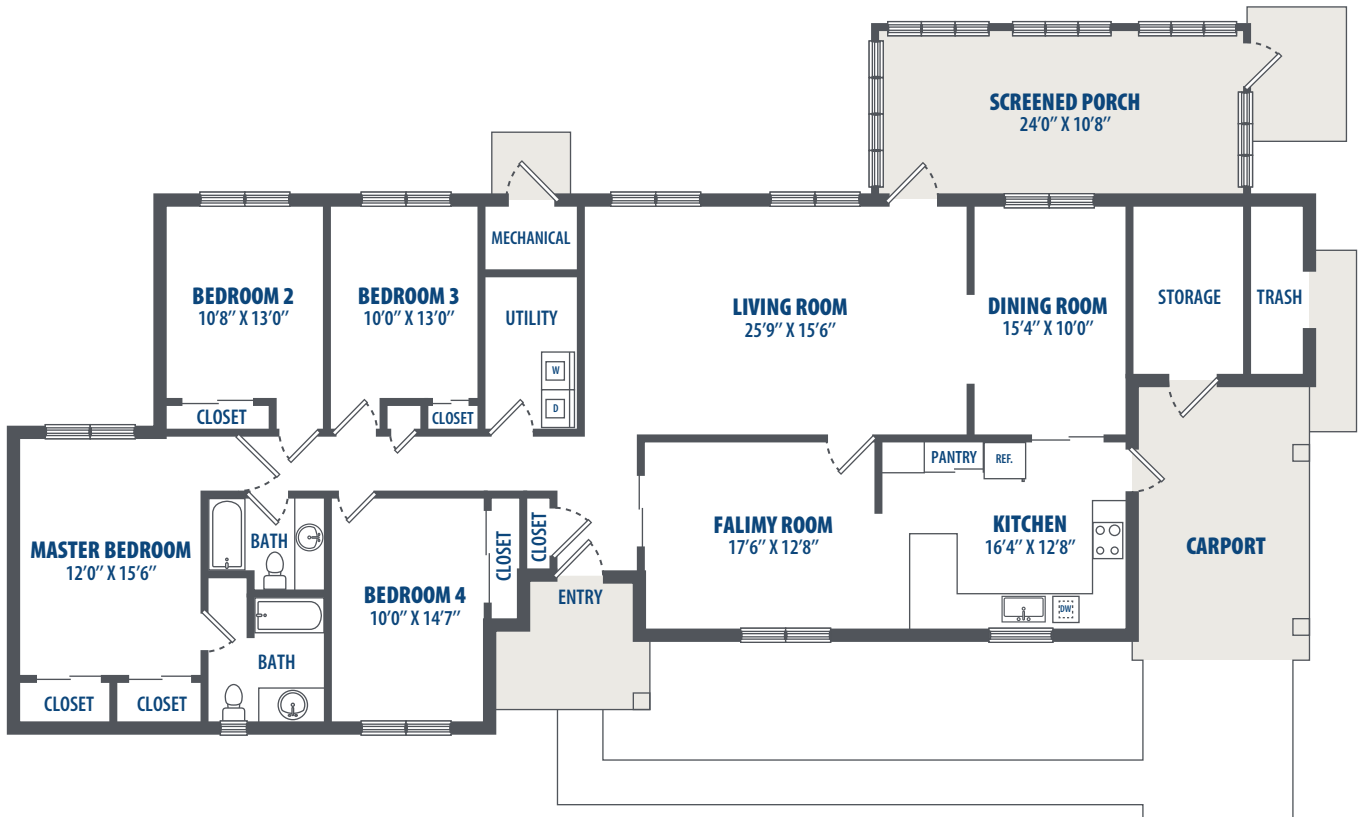 SCREENED PORCH
24'0" X 10'8"
MECHANICAL
BEDROOM 2
10'8" X 13'0"
BEDROOM 3
10'0" X 13'0"
UTILITY
LIVING ROOM
25'9" X 15'6"
DINING ROOM
15'4" X 10'0"
STORAGE
TRASH
W
D
CLOSET
CLOSET
PANTRY
REF.
MASTER BEDROOM
12'0" X 15'6"
BATH
CLOSET
CLOSET
FALIMY ROOM
17'6" X 12'8"
KITCHEN
16'4" X 12'8"
CARPORT
BEDROOM 4
10'0" X 14'7"
ENTRY
DW
BATH
CLOSET
CLOSET